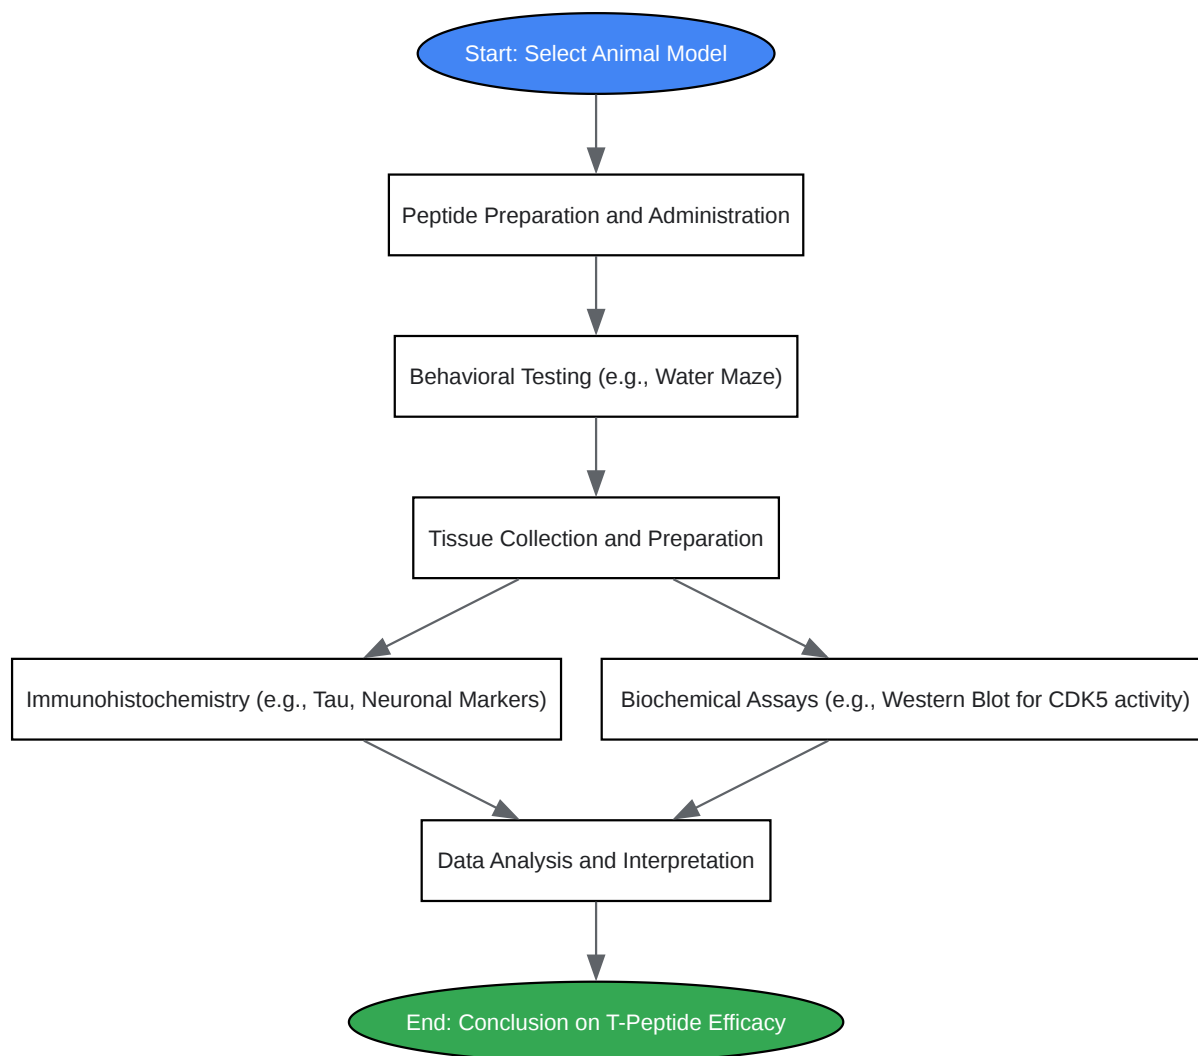 Start: Select Animal Model
Peptide Preparation and Administration
Behavioral Testing (e.g., Water Maze)
Tissue Collection and Preparation
Immunohistochemistry (e.g., Tau, Neuronal Markers)
Biochemical Assays (e.g., Western Blot for CDK5 activity)
Data Analysis and Interpretation
End: Conclusion on T-Peptide Efficacy